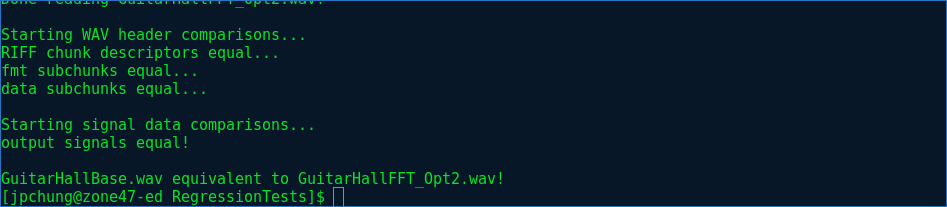 Done reading GuitarHallFFT_Opt2.wav!
Starting WAV header comparisons...
RIFF chunk descriptors equal...
fmt subchunks equal...
data subchunks equal...
Starting signal data comparisons...
output signals equal!
GuitarHallBase.wav equivalent to GuitarHallFFT_Opt2.wav!
[jpchung@zone47-ed RegressionTests]$